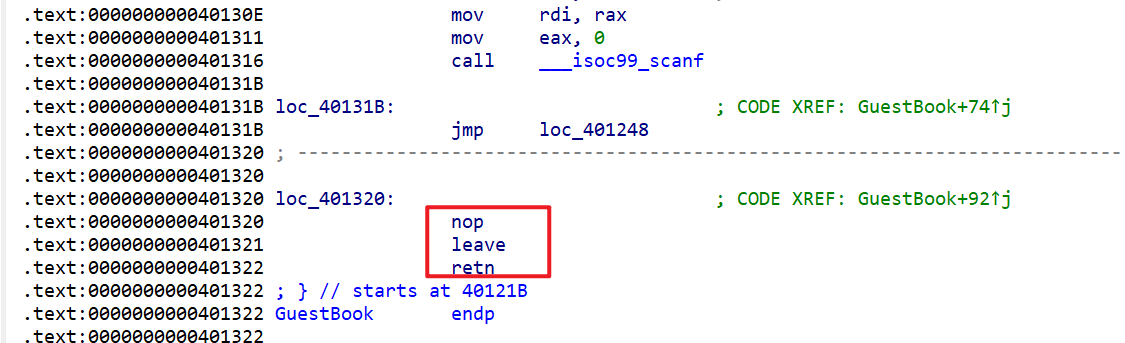 .text:000000000040130E mov rdi, rax
.text:0000000000401311 mov eax, 0
.text:0000000000401316 call ___isoc99_scanf
.text:000000000040131B
.text:000000000040131B loc_40131B: ; CODE XREF: GuestBook+74↑j
.text:000000000040131B jmp loc_401248
.text:0000000000401320 ; ---------------------------------------------------------------------------
.text:0000000000401320
.text:0000000000401320 loc_401320: ; CODE XREF: GuestBook+92↑j
.text:0000000000401320 nop
.text:0000000000401321 leave
.text:0000000000401322 retn
.text:0000000000401322 ; } // starts at 40121B
.text:0000000000401322 GuestBook endp
.text:0000000000401322